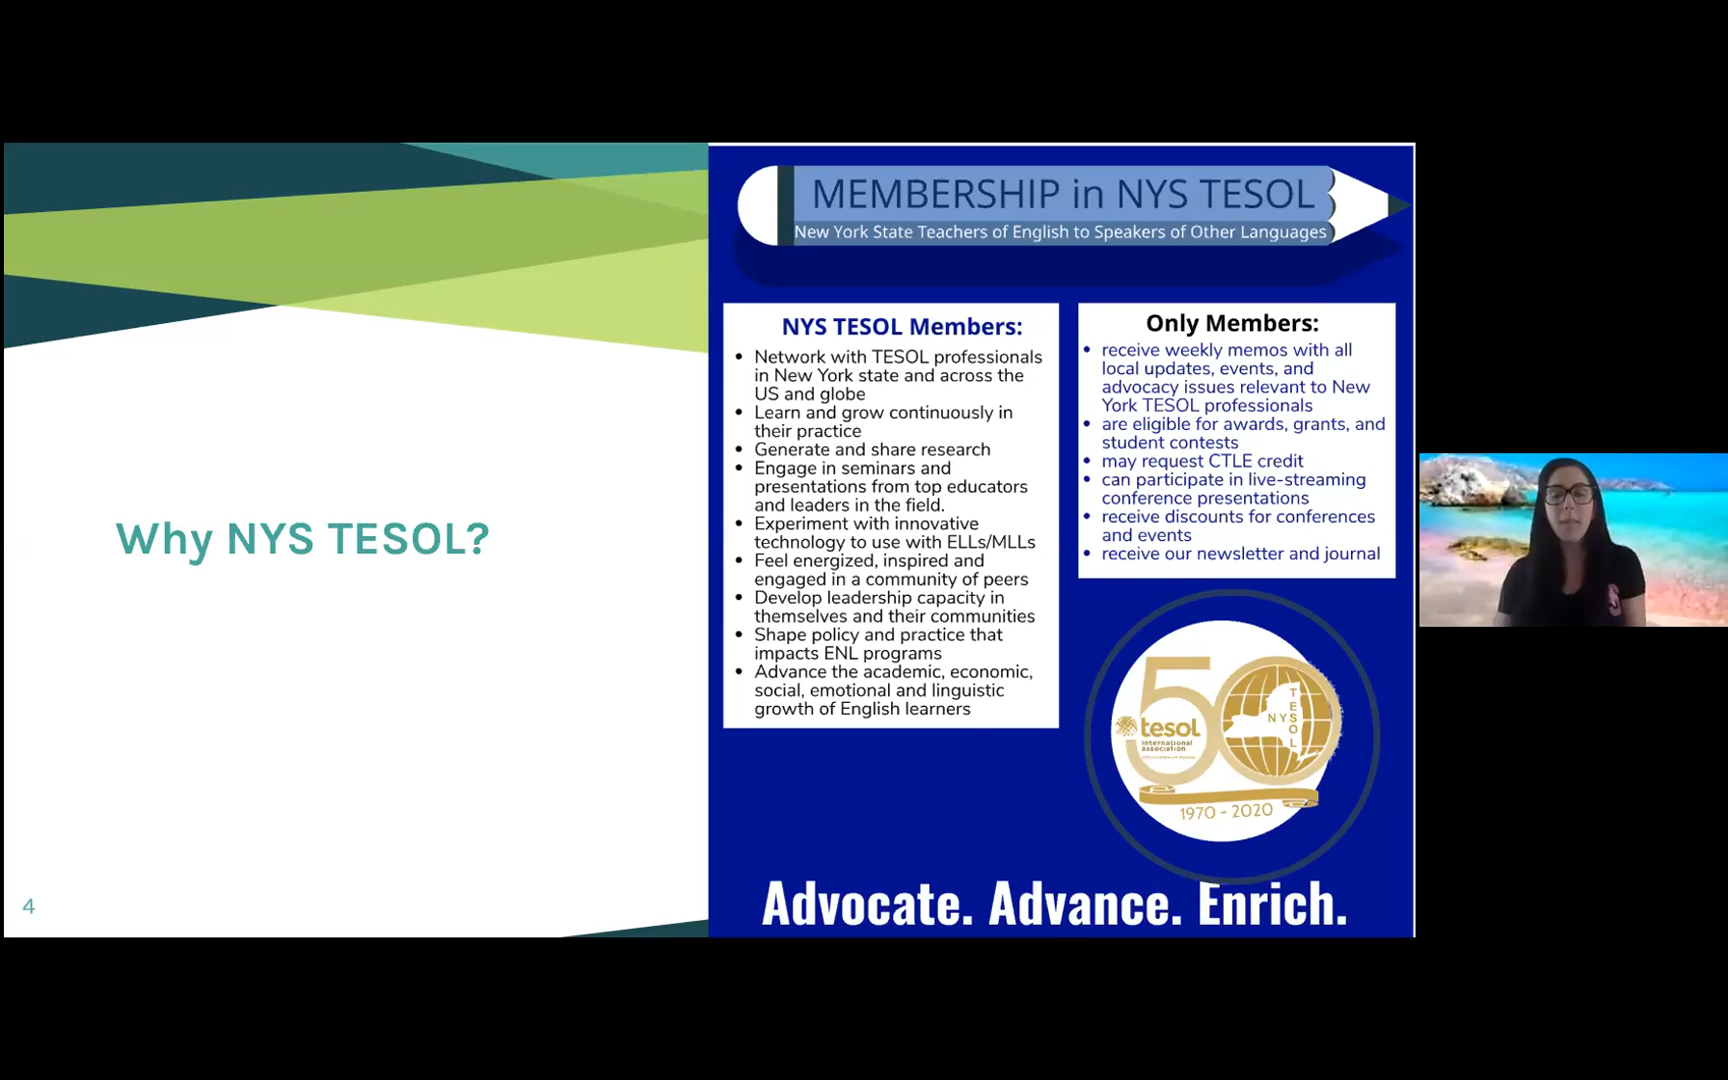 Why NYS TESOL?
4
MEMBERSHIP in NYS TESOL
New York State Teachers of English to Speakers of Other Languages
NYS TESOL Members:
• Network with TESOL professionals
in New York state and across the
US and globe
• Learn and grow continuously in
their practice
• Generate and share research
• Engage in seminars and
presentations from top educators
and leaders in the field.
• Experiment with innovative
technology to use with ELLs/MLLs
• Feel energized, inspired and
engaged in a community of peers
• Develop leadership capacity in
themselves and their communities
• Shape policy and practice that
impacts ENL programs
• Advance the academic, economic,
social, emotional and linguistic
growth of English learners
Only Members:
• receive weekly memos with all
local updates, events, and
advocacy issues relevant to New
York TESOL professionals
• are eligible for awards, grants, and
student contests
• may request CTLE credit
• can participate in live-streaming
conference presentations
• receive discounts for conferences
and events
• receive our newsletter and journal
50
tesol
international
association
NYS
TESOL
1970 - 2020
Advocate. Advance. Enrich.